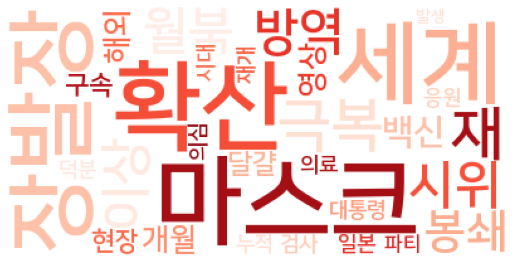 장발장
해외
월북
시대
재개
영상
방역
발생
세계
응원
구속
확산
극복
백신
재
덕분
이상
의심
달걀
의료
마스크
시위
대통령
봉쇄
현장
개월
누적
검사
일본
파티